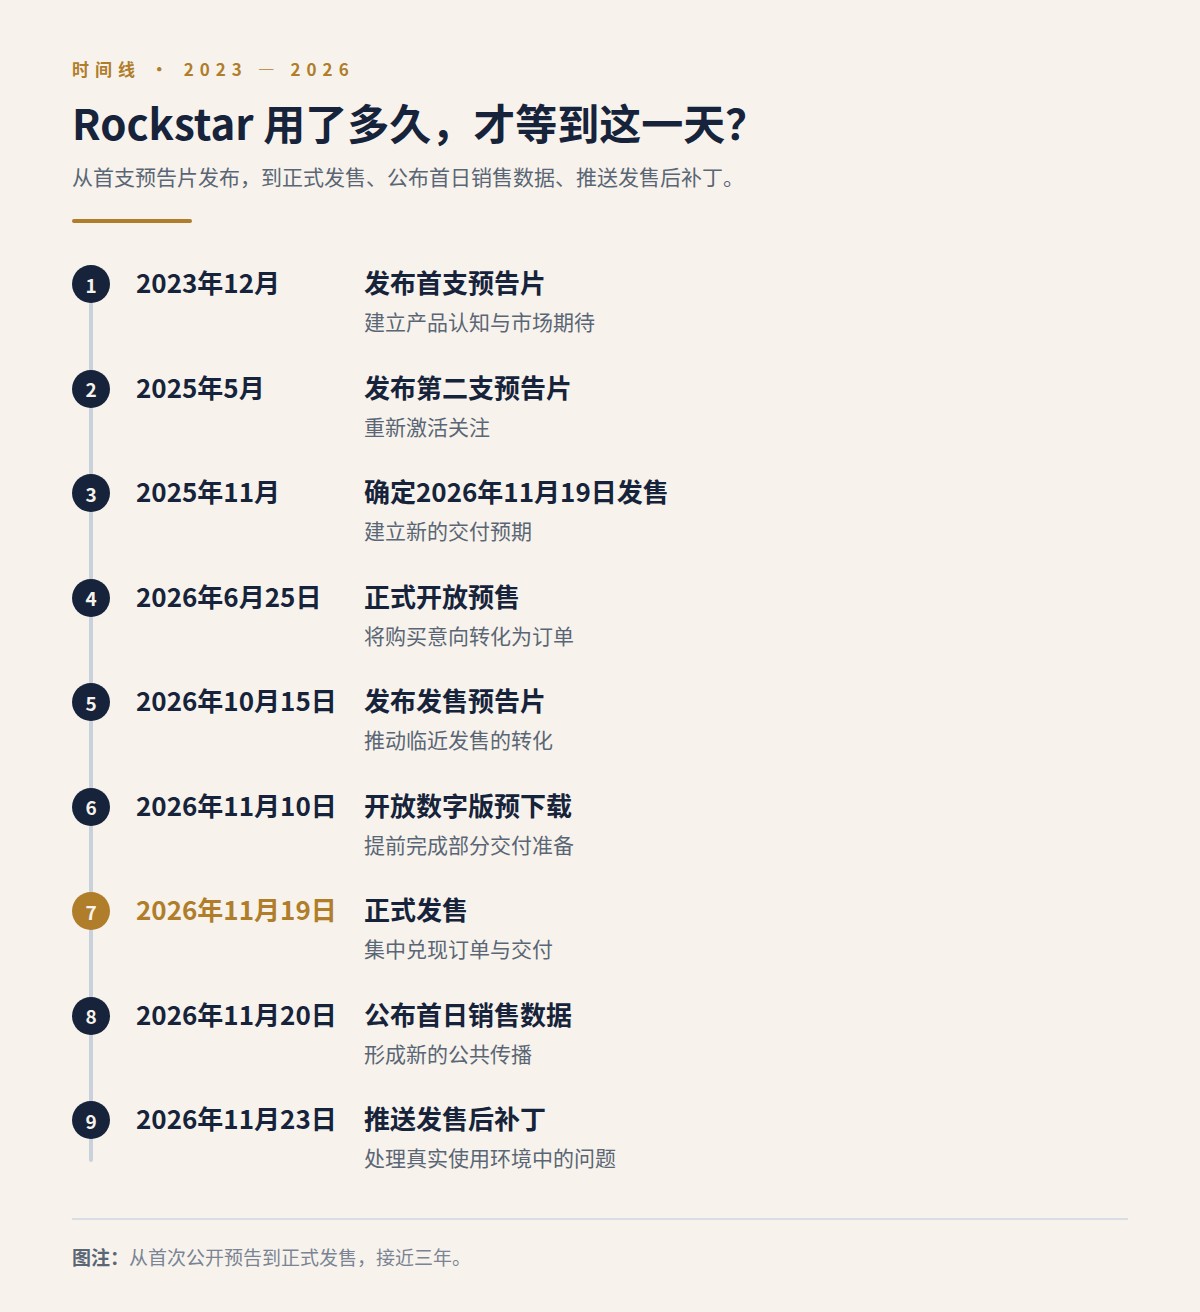 时间线 · 2023 — 2026
Rockstar 用了多久，才等到这一天？
从首支预告片发布，到正式发售、公布首日销售数据、推送发售后补丁。
1 2023年12月 发布首支预告片
建立产品认知与市场期待
2 2025年5月 发布第二支预告片
重新激活关注
3 2025年11月 确定2026年11月19日发售
建立新的交付预期
4 2026年6月25日 正式开放预售
将购买意向转化为订单
5 2026年10月15日 发布发售预告片
推动临近发售的转化
6 2026年11月10日 开放数字版预下载
提前完成部分交付准备
7 2026年11月19日 正式发售
集中兑现订单与交付
8 2026年11月20日 公布首日销售数据
形成新的公共传播
9 2026年11月23日 推送发售后补丁
处理真实使用环境中的问题
图注：从首次公开预告到正式发售，接近三年。